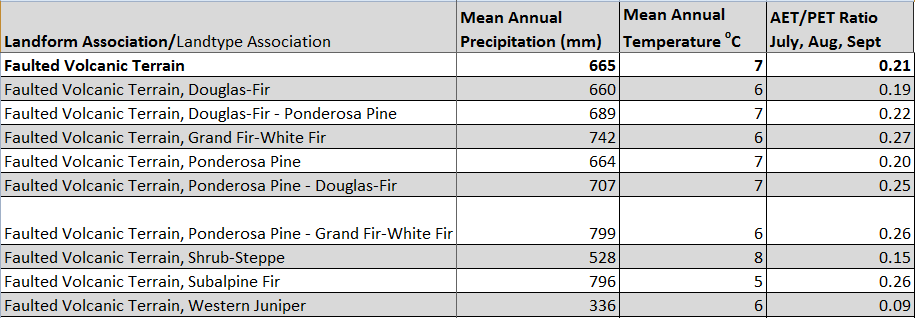 Mean Annual Mean Annual AET/PET Ratio
Landform Association/Landtype Association Precipitation (mm) Temperature °C July, Aug, Sept
Faulted Volcanic Terrain 665 7 0.21
Faulted Volcanic Terrain, Douglas-Fir 660 6 0.19
Faulted Volcanic Terrain, Douglas-Fir - Ponderosa Pine 689 7 0.22
Faulted Volcanic Terrain, Grand Fir-White Fir 742 6 0.27
Faulted Volcanic Terrain, Ponderosa Pine 664 7 0.20
Faulted Volcanic Terrain, Ponderosa Pine - Douglas-Fir 707 7 0.25
Faulted Volcanic Terrain, Ponderosa Pine - Grand Fir-White Fir 799 6 0.26
Faulted Volcanic Terrain, Shrub-Steppe 528 8 0.15
Faulted Volcanic Terrain, Subalpine Fir 796 5 0.26
Faulted Volcanic Terrain, Western Juniper 336 6 0.09